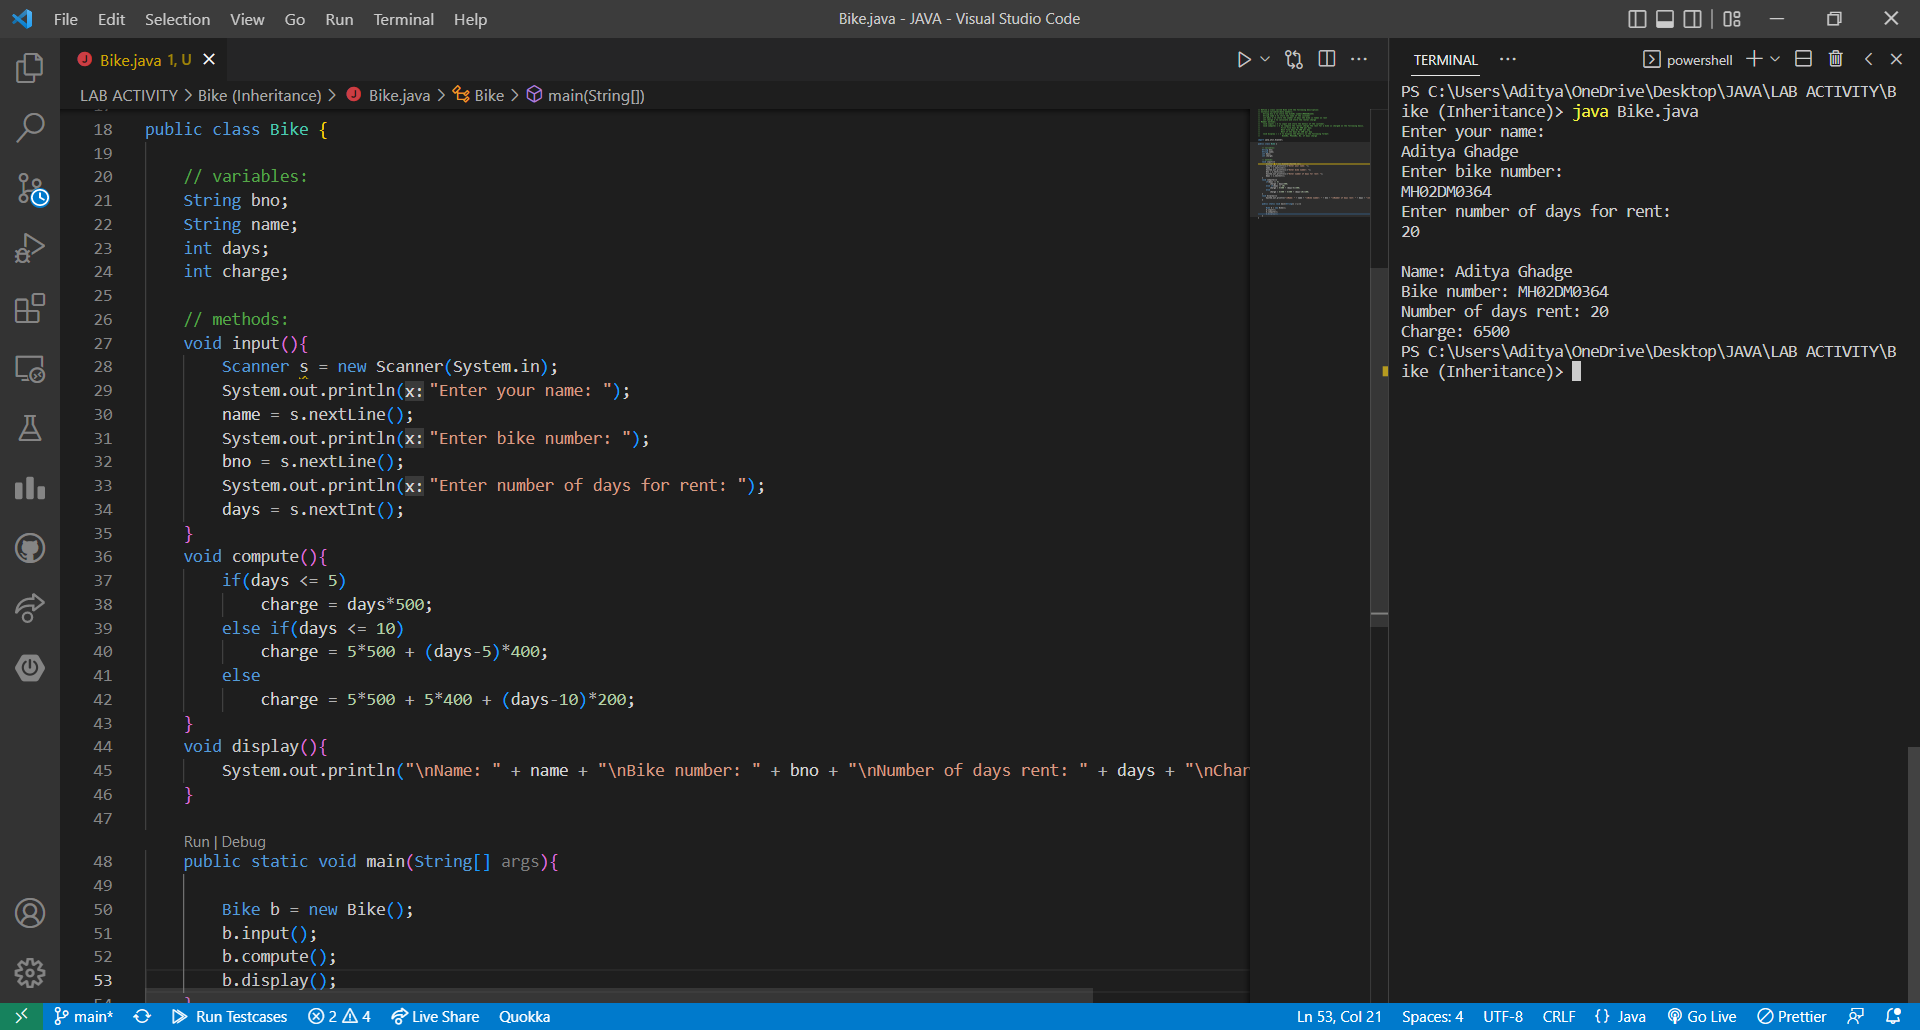 File Edit Selection View Go Run Terminal Help
Bike.java - JAVA - Visual Studio Code
Bike.java 1, U
LAB ACTIVITY > Bike (Inheritance) > Bike.java > Bike > main(String[])
18 public class Bike {
19
20 // variables:
21 String bno;
22 String name;
23 int days;
24 int charge;
25
26 // methods:
27 void input(){
28 Scanner s = new Scanner(System.in);
29 System.out.println(x: "Enter your name: ");
30 name = s.nextLine();
31 System.out.println(x: "Enter bike number: ");
32 bno = s.nextLine();
33 System.out.println(x: "Enter number of days for rent: ");
34 days = s.nextInt();
35 }
36 void compute(){
37 if(days <= 5)
38 charge = days*500;
39 else if(days <= 10)
40 charge = 5*500 + (days-5)*400;
41 else
42 charge = 5*500 + 5*400 + (days-10)*200;
43 }
44 void display(){
45 System.out.println("\nName: " + name + "\nBike number: " + bno + "\nNumber of days rent: " + days + "\nChar
46 }
47
Run | Debug
48 public static void main(String[] args){
49
50 Bike b = new Bike();
51 b.input();
52 b.compute();
53 b.display();
54 }
TERMINAL
powershell
PS C:\Users\Aditya\OneDrive\Desktop\JAVA\LAB ACTIVITY\B
ike (Inheritance)> java Bike.java
Enter your name:
Aditya Ghadge
Enter bike number:
MH02DM0364
Enter number of days for rent:
20
Name: Aditya Ghadge
Bike number: MH02DM0364
Number of days rent: 20
Charge: 6500
PS C:\Users\Aditya\OneDrive\Desktop\JAVA\LAB ACTIVITY\B
ike (Inheritance)>
main* Run Testcases 2 4 Live Share Quokka
Ln 53, Col 21 Spaces: 4 UTF-8 CRLF {} Java Go Live Prettier